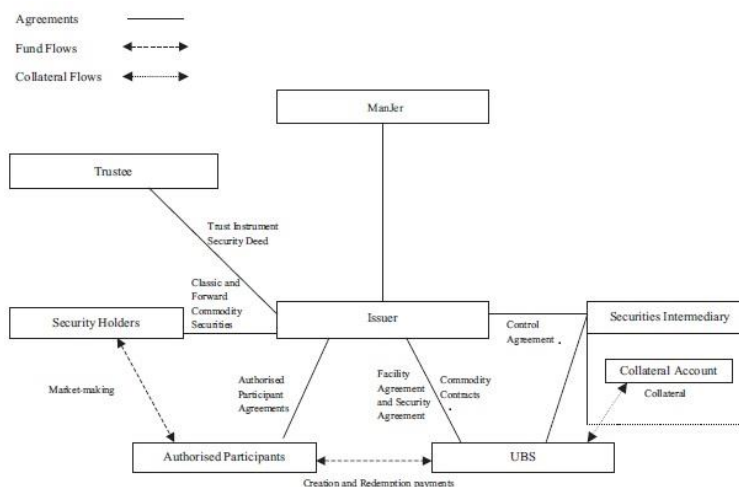 Agreements
Fund Flows
Collateral Flows
ManJer
Trustee
Trust Instrument
Security Deed
Classic and
Forward
Commodity
Securities
Security Holders
Issuer
Securities Intermediary
Control
Agreement
Collateral Account
Collateral
Market-making
Authorised
Participant
Agreements
Facility
Agreement
and Security
Agreement
Commodity
Contracts
Authorised Participants
UBS
Creation and Redemption payments